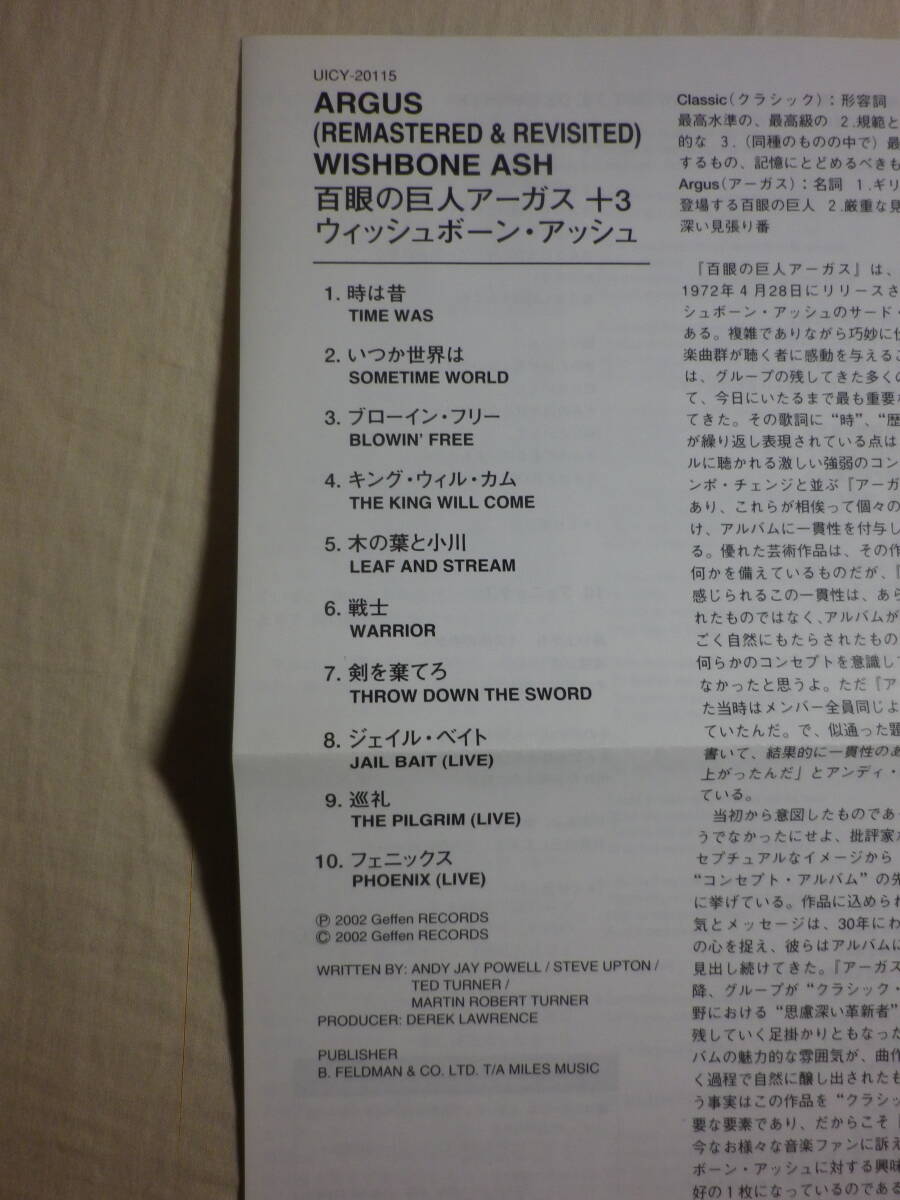 UICY-20115
ARGUS
(REMASTERED & REVISITED)
WISHBONE ASH
百眼の巨人アーガス +3
ウィッシュボーン・アッシュ
1. 時は昔
TIME WAS
2. いつか世界は
SOMETIME WORLD
3. ブローイン・フリー
BLOWIN' FREE
4. キング・ウィル・カム
THE KING WILL COME
5. 木の葉と小川
LEAF AND STREAM
6. 戦士
WARRIOR
7. 剣を棄てろ
THROW DOWN THE SWORD
8. ジェイル・ベイト
JAIL BAIT (LIVE)
9. 巡礼
THE PILGRIM (LIVE)
10. フェニックス
PHOENIX (LIVE)
Ⓟ 2002 Geffen RECORDS
© 2002 Geffen RECORDS
WRITTEN BY: ANDY JAY POWELL / STEVE UPTON /
TED TURNER /
MARTIN ROBERT TURNER
PRODUCER: DEREK LAWRENCE
PUBLISHER
B. FELDMAN & CO. LTD. T/A MILES MUSIC
Classic(クラシック):形容詞
最高水準の、最高級の 2.規範と
的な 3.(同種のものの中で)最
するもの、記憶にとどめるべきも
Argus(アーガス):名詞 1.ギリ
登場する百眼の巨人 2.厳重な見
深い見張り番
『百眼の巨人アーガス』は、
1972年4月28日にリリースさ
シュボーン・アッシュのサード・
ある。複雑でありながら巧妙に仕
楽曲群が聴く者に感動を与えるこ
は、グループの残してきた多くの
て、今日にいたるまで最も重要な
てきた。その歌詞に“時”、“歴
が繰り返し表現されている点は
ルに聴かれる激しい強弱のコン
ンポ・チェンジと並ぶ『アーガ
あり、これらが相俟って個々の
け、アルバムに一貫性を付与し
る。優れた芸術作品は、その作
何かを備えているものだが、『
感じられるこの一貫性は、あら
れたものではなく、アルバムが
ごく自然にもたらされたもの
何らかのコンセプトを意識して
なかったと思うよ。ただ『ア
た当時はメンバー全員同じよ
ていたんだ。で、似通った題
書いて、結果的に一貫性のあ
上がったんだ」とアンディ・
ている。
当初から意図したものであっ
うでなかったにせよ、批評家た
セプチュアルなイメージから
“コンセプト・アルバム”の先
に挙げている。作品に込められ
気とメッセージは、30年にわ
の心を捉え、彼らはアルバムに
見出し続けてきた。『アーガス
降、グループが“クラシック・
野における“思慮深い革新者”
残していく足掛かりともなった
バムの魅力的な雰囲気が、曲作
く過程で自然に醸し出されたも
う事実はこの作品を“クラシッ
要な要素であり、だからこそ『
今なお様々な音楽ファンに訴え
ボーン・アッシュに対する興味
好の1枚になっているのである